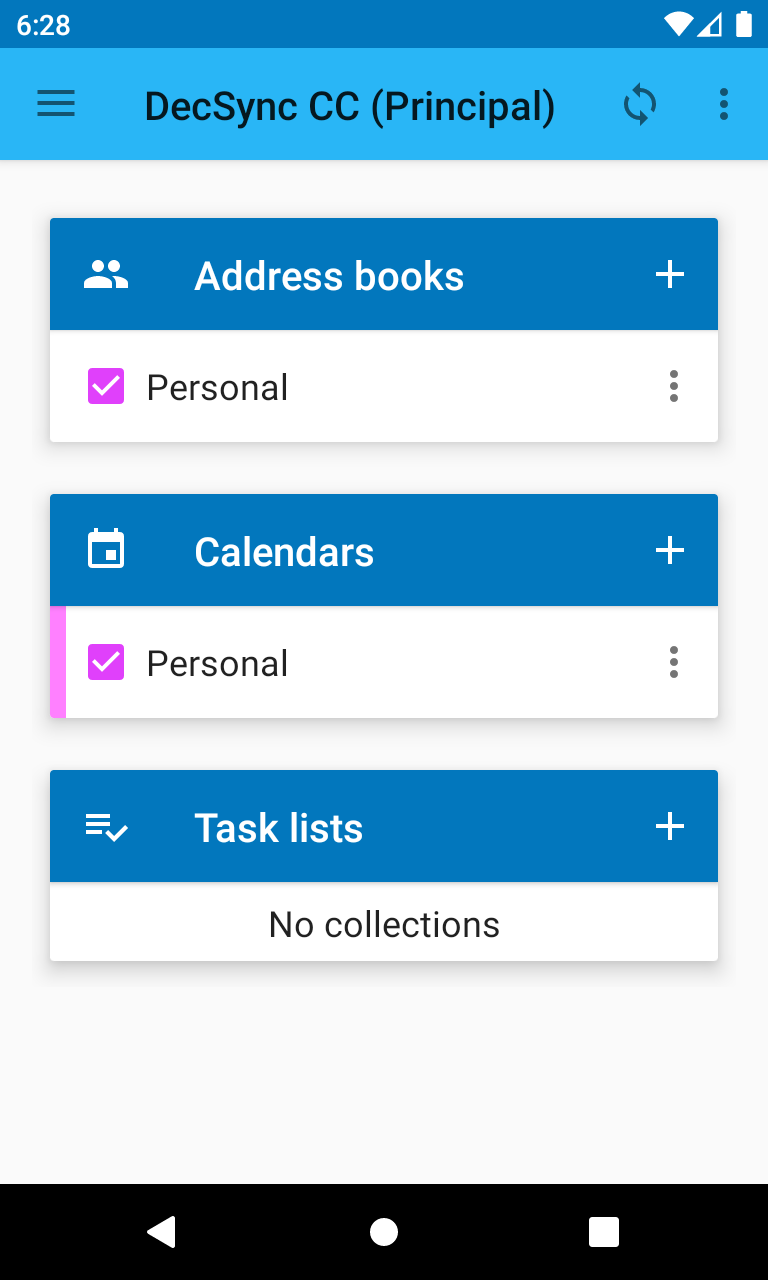 6:28
DecSync CC (Principal)
Address books
Personal
Calendars
Personal
Task lists
No collections